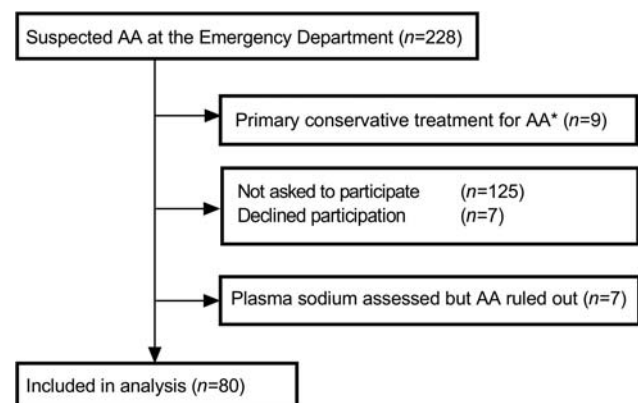 Suspected AA at the Emergency Department (n=228)
Primary conservative treatment for AA* (n=9)
Not asked to participate (n=125)
Declined participation (n=7)
Plasma sodium assessed but AA ruled out (n=7)
Included in analysis (n=80)